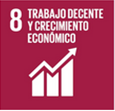 8 TRABAJO DECENTE
Y CRECIMIENTO
ECONÓMICO